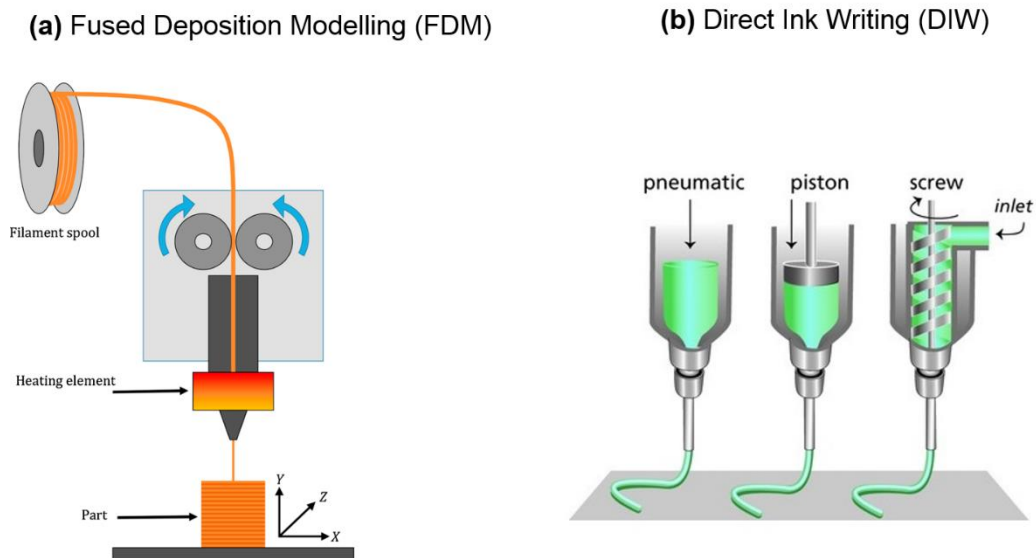 (a) Fused Deposition Modelling (FDM)
Filament spool
Heating element
Part
Y
Z
X
(b) Direct Ink Writing (DIW)
pneumatic
piston
screw
inlet